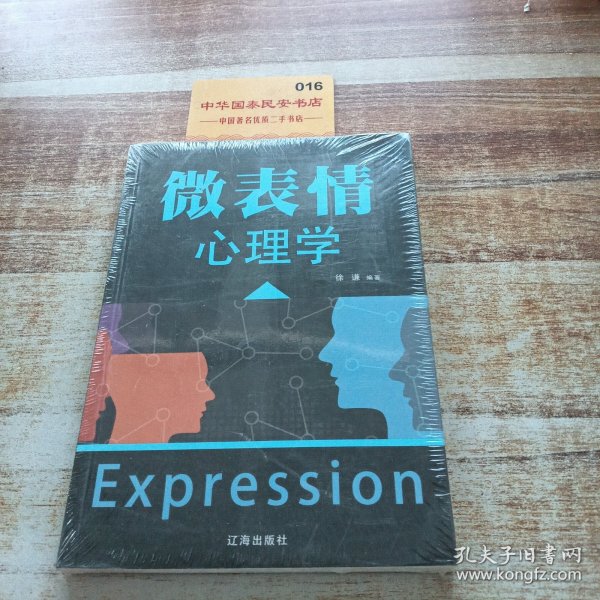 016
中华国泰民安书店
——中国著名优质二手书店——
微表情
心理学
徐谦 编著
Expression
辽海出版社
孔夫子旧书网
www.kongfz.com